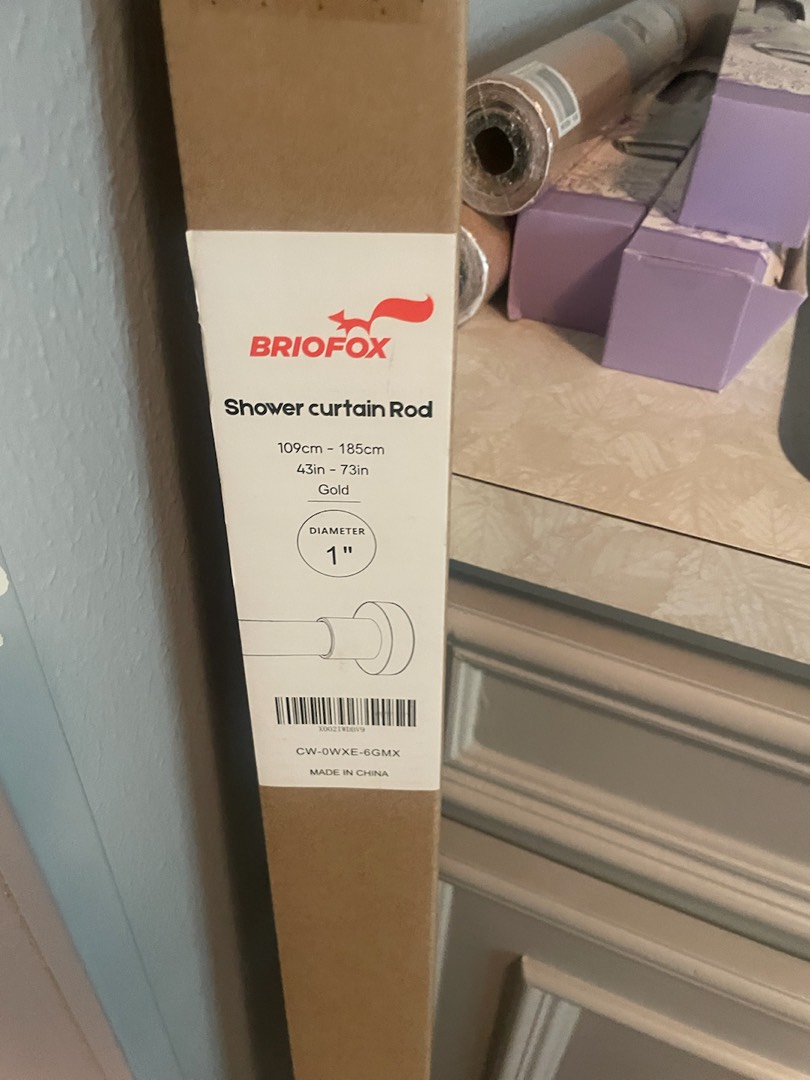 BRIOFOX
Shower curtain Rod
109cm - 185cm
43in - 73in
Gold
DIAMETER
1"
CW-0WXE-6GMX
MADE IN CHINA